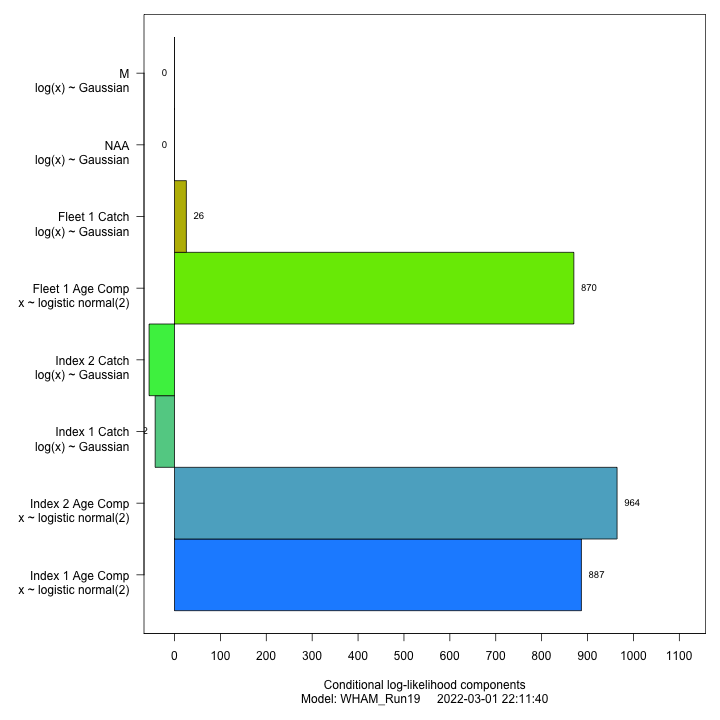 M
log(x) ~ Gaussian
0
NAA
log(x) ~ Gaussian
0
Fleet 1 Catch
log(x) ~ Gaussian
26
Fleet 1 Age Comp
x ~ logistic normal(2)
870
Index 2 Catch
log(x) ~ Gaussian
Index 1 Catch
log(x) ~ Gaussian
2
Index 2 Age Comp
x ~ logistic normal(2)
964
Index 1 Age Comp
x ~ logistic normal(2)
887
0 100 200 300 400 500 600 700 800 900 1000 1100
Conditional log-likelihood components
Model: WHAM_Run19 2022-03-01 22:11:40